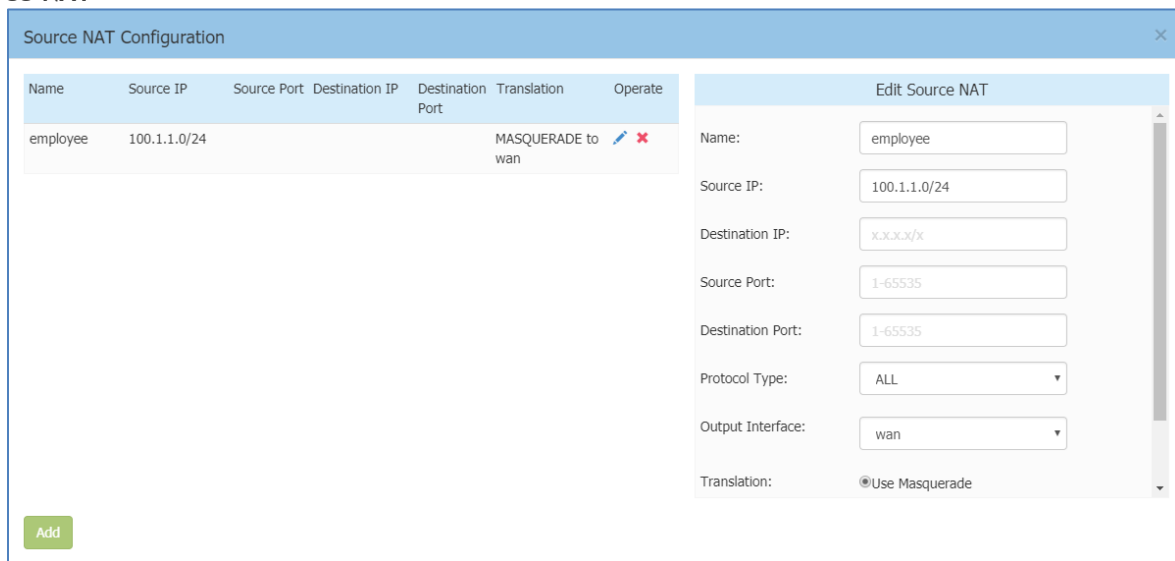 Source NAT Configuration ×
Name Source IP Source Port Destination IP Destination Port Translation Operate
employee 100.1.1.0/24 MASQUERADE to wan
Edit Source NAT
Name: employee
Source IP: 100.1.1.0/24
Destination IP: x.x.x.x/x
Source Port: 1-65535
Destination Port: 1-65535
Protocol Type: ALL
Output Interface: wan
Translation: Use Masquerade
Add